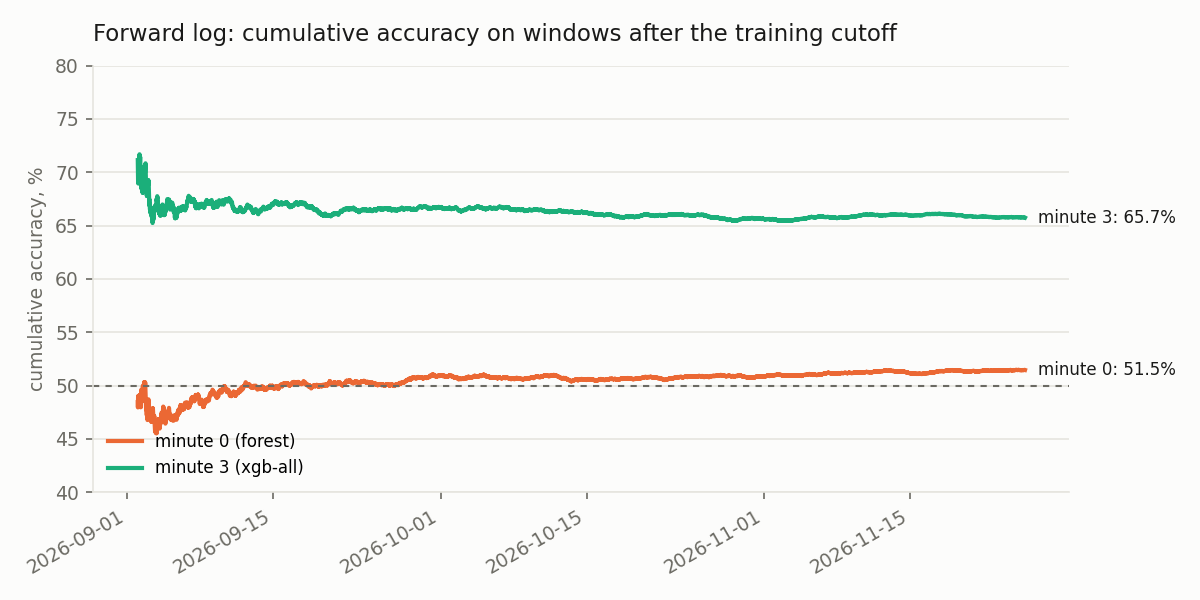 Forward log: cumulative accuracy on windows after the training cutoff
cumulative accuracy, %
80
75
70
65
60
55
50
45
40
minute 3: 65.7%
minute 0: 51.5%
minute 0 (forest)
minute 3 (xgb-all)
2026-09-01
2026-09-15
2026-10-01
2026-10-15
2026-11-01
2026-11-15